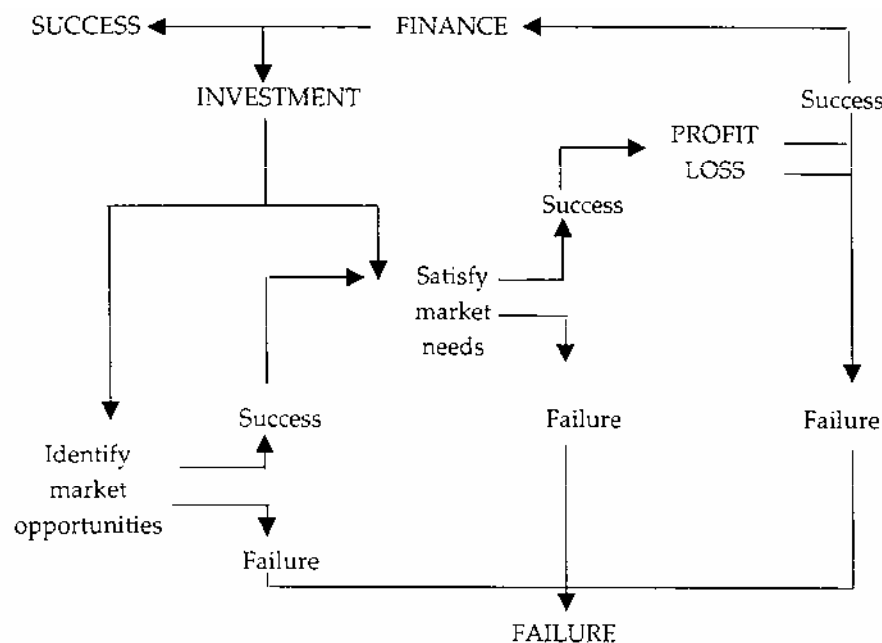 SUCCESS
FINANCE
INVESTMENT
Success
PROFIT
LOSS
Success
Satisfy
market
needs
Success
Failure
Failure
Identify
market
opportunities
Failure
FAILURE